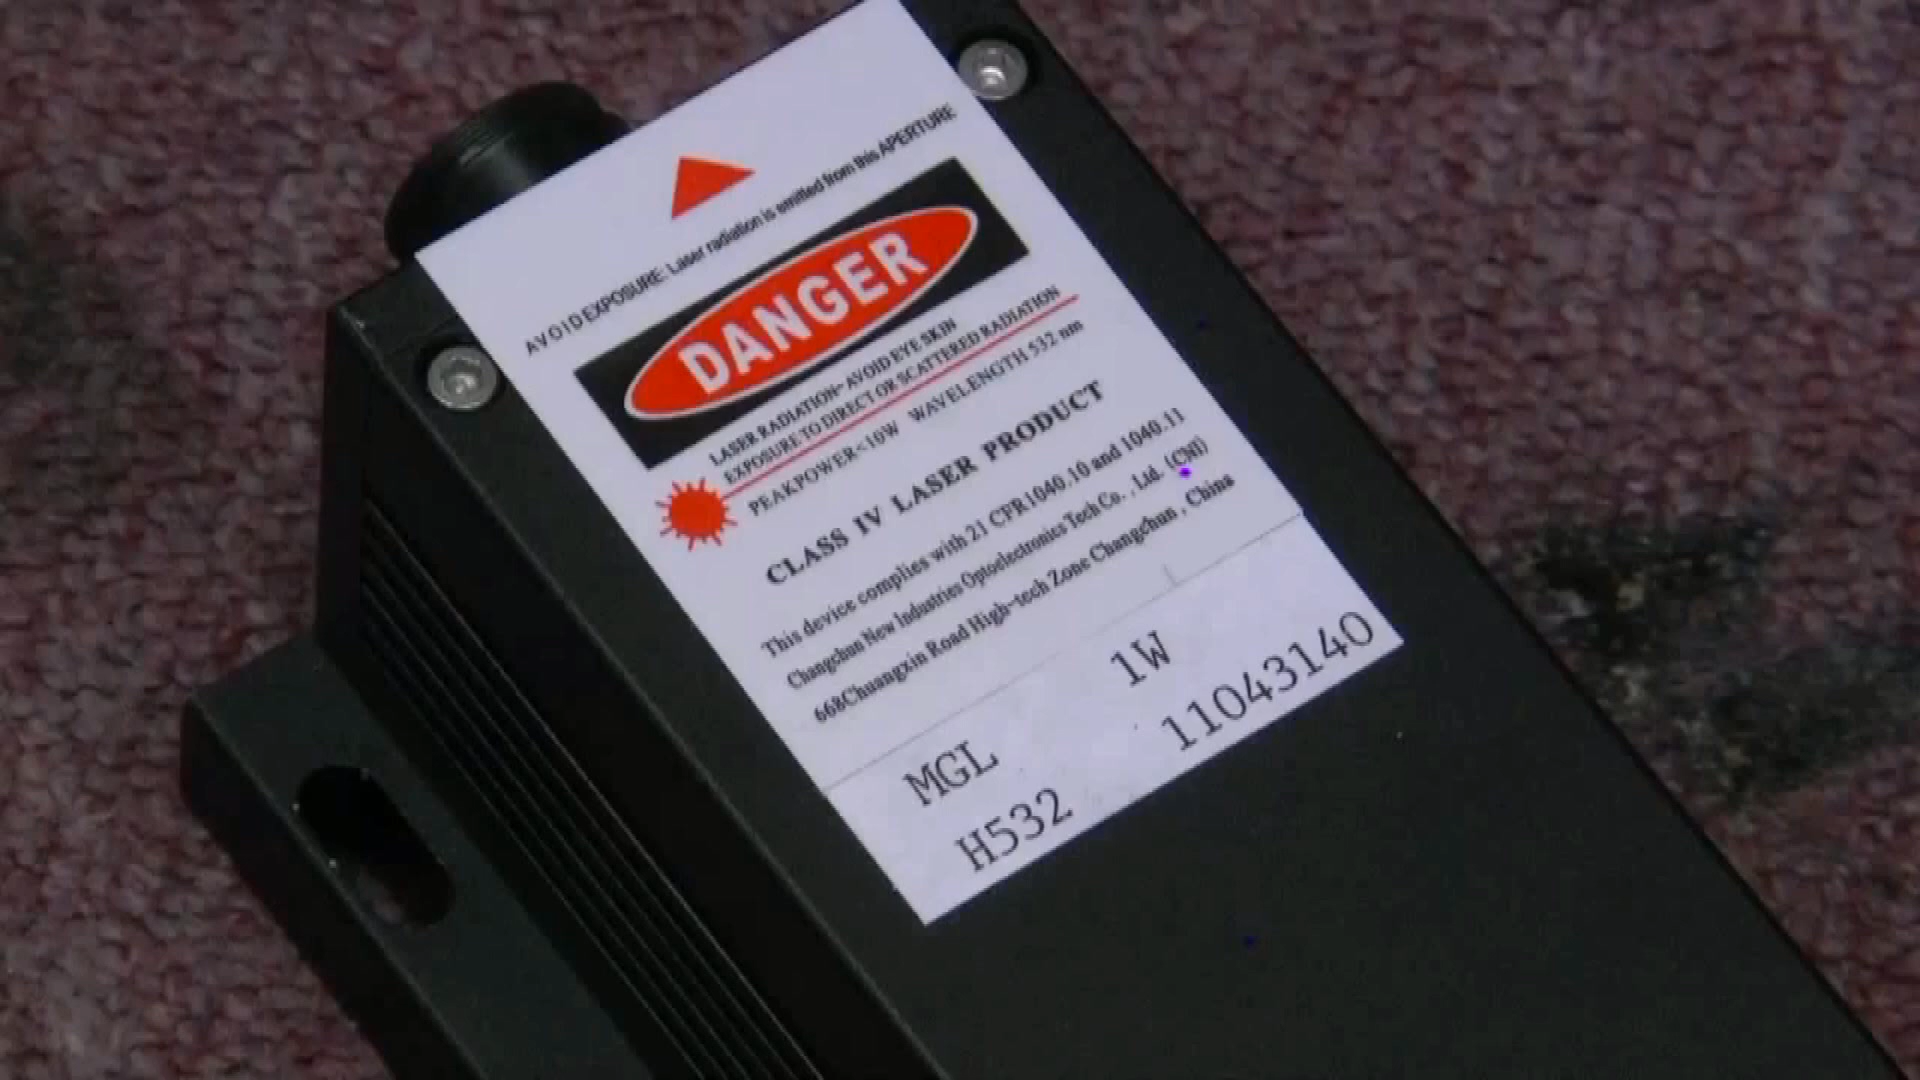 AVOID EXPOSURE: Laser radiation is emitted from this APERTURE
DANGER
LASER RADIATION-AVOID EYE SKIN
EXPOSURE TO DIRECT OR SCATTERED RADIATION
PEAKPOWER<10W WAVELENGTH 532 nm
CLASS IV LASER PRODUCT
This device complies with 21 CFR1040.10 and 1040.11
Changchun New Industries Optoelectronics Tech Co. , Ltd. (CNI)
668Chuangxin Road High-tech Zone Changchun , China
MGL 1W
H532 11043140